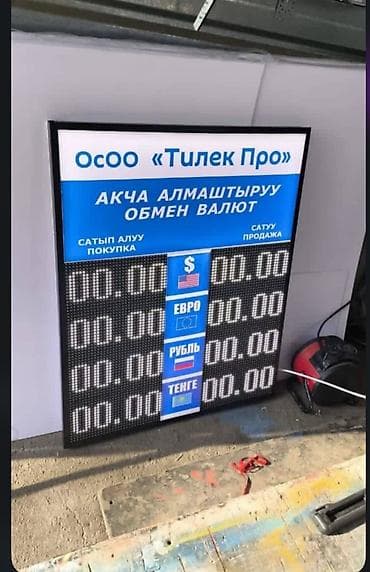 ОсОО «Тилек Про»
АКЧА АЛМАШТЫРУУ
ОБМЕН ВАЛЮТ
САТЫП АЛУУ САТУУ
ПОКУПКА ПРОДАЖА
00.00 $ 00.00
00.00 ЕВРО 00.00
00.00 РУБЛЬ 00.00
00.00 ТЕНГЕ 00.00